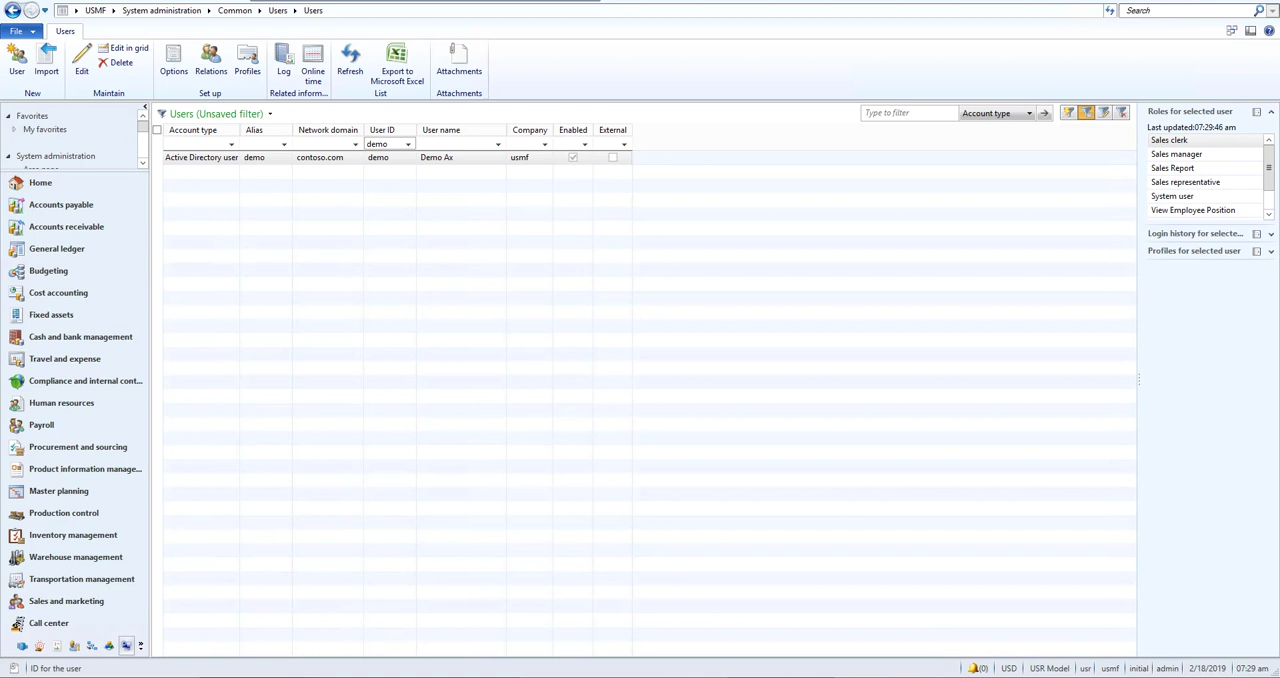 USMF ▸ System administration ▸ Common ▸ Users ▸ Users
Search
File
Users
User
Import
New
Edit
Edit in grid
Delete
Maintain
Options
Relations
Profiles
Set up
Log
Online time
Related inform...
Refresh
Export to Microsoft Excel
List
Attachments
Attachments
Favorites
My favorites
System administration
Home
Accounts payable
Accounts receivable
General ledger
Budgeting
Cost accounting
Fixed assets
Cash and bank management
Travel and expense
Compliance and internal cont...
Human resources
Payroll
Procurement and sourcing
Product information manage...
Master planning
Production control
Inventory management
Warehouse management
Transportation management
Sales and marketing
Call center
Users (Unsaved filter)
Type to filter
Account type
Account type Alias Network domain User ID User name Company Enabled External
demo
Active Directory user demo contoso.com demo Demo Ax usmf
Roles for selected user
Last updated:07:29:46 am
Sales clerk
Sales manager
Sales Report
Sales representative
System user
View Employee Position
Login history for selecte...
Profiles for selected user
ID for the user
(0) USD USR Model usr usmf initial admin 2/18/2019 07:29 am